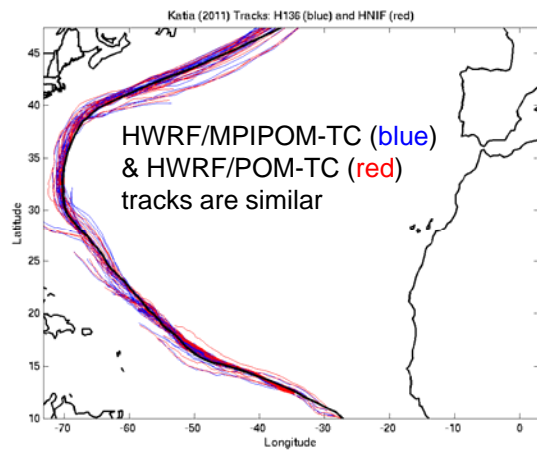 Katia (2011) Tracks: H136 (blue) and HNIF (red)
45
40
35
30
25
20
15
10
Latitude
HWRF/MPIPOM-TC (blue)
& HWRF/POM-TC (red)
tracks are similar
-70 -60 -50 -40 -30 -20 -10 0
Longitude